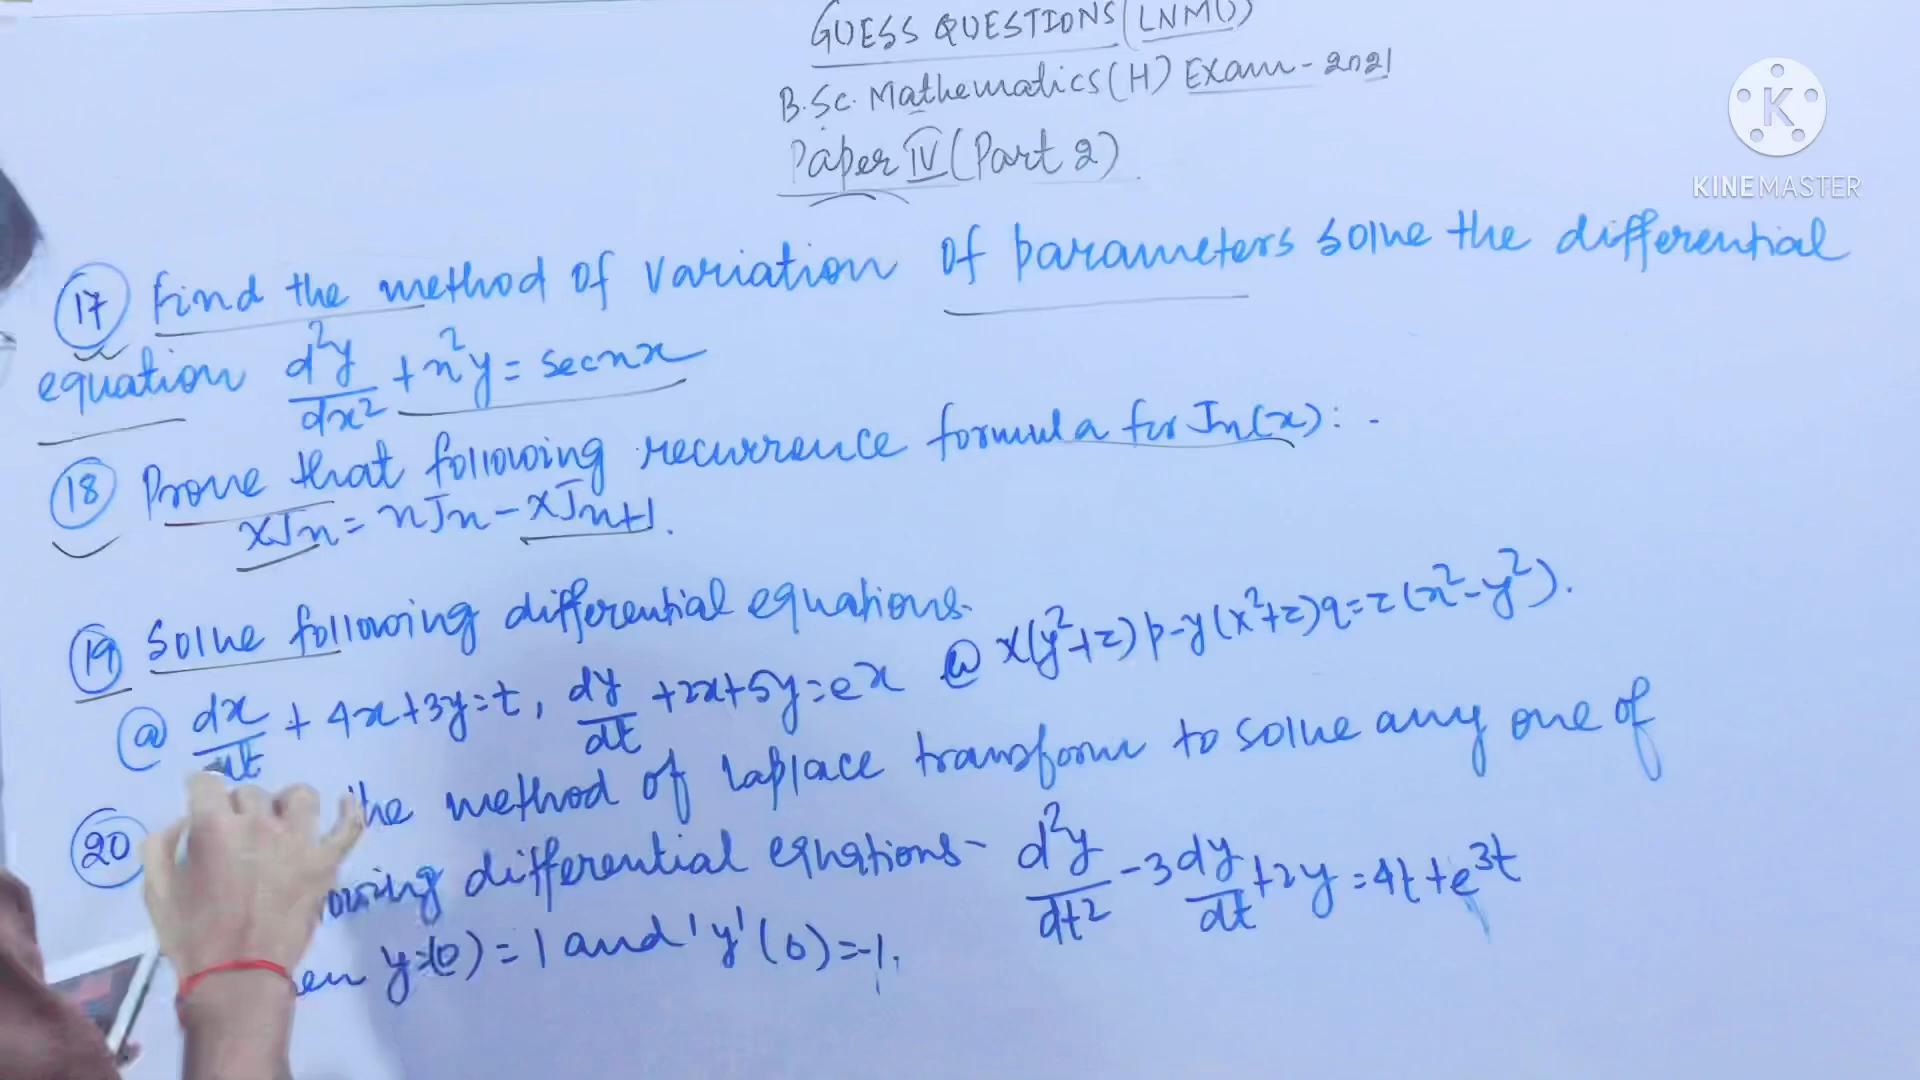 GUESS QUESTIONS (LNMU)
B.Sc. Mathematics (H) Exam - 2021
Paper IV (Part 2)
KINEMASTER
17 Find the method of variation of parameters solve the differential
equation d²y/dx² + n²y = sec nx
18 Prove that following recurrence formula for Jn(x): -
xJn = nJn - xJn+1.
19 Solve following differential equations.
@ dx/dt + 4x + 3y = t, dy/dt + 2x + 5y = ex @ x(y²+z)p - y(x²+z)q = z(x²-y²).
20 the method of laplace transform to solve any one of
owing differential equations - d²y/dt² - 3dy/dt + 2y = 4t + e³ᵗ
en y=(0) = 1 and 'y'(0) = -1.